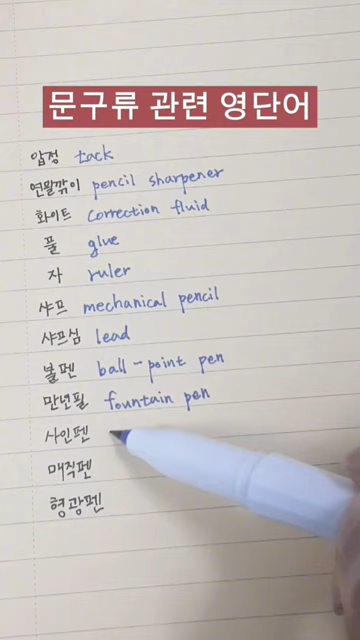 문구류 관련 영단어
압정 tack
연필깎이 pencil sharpener
화이트 correction fluid
풀 glue
자 ruler
샤프 mechanical pencil
샤프심 lead
볼펜 ball-point pen
만년필 fountain pen
사인펜
매직펜
형광펜